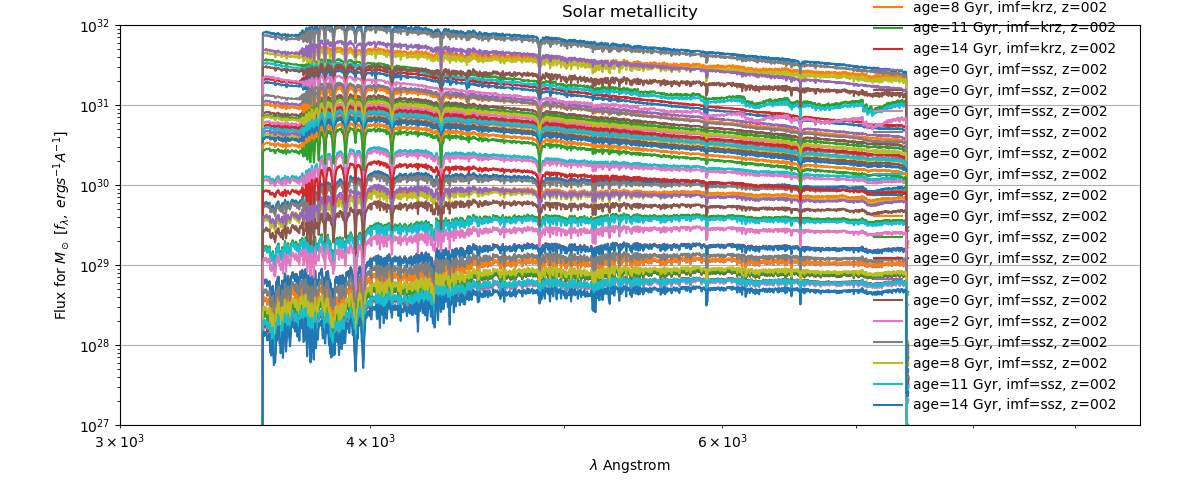 Solar metallicity
10^32
10^31
10^30
10^29
10^28
10^27
Flux for M_⊙ [f_λ, ergs^−1A^−1]
3 × 10^3
4 × 10^3
6 × 10^3
λ Angstrom
age=8 Gyr, imf=krz, z=002
age=11 Gyr, imf=krz, z=002
age=14 Gyr, imf=krz, z=002
age=0 Gyr, imf=ssz, z=002
age=0 Gyr, imf=ssz, z=002
age=0 Gyr, imf=ssz, z=002
age=0 Gyr, imf=ssz, z=002
age=0 Gyr, imf=ssz, z=002
age=0 Gyr, imf=ssz, z=002
age=0 Gyr, imf=ssz, z=002
age=0 Gyr, imf=ssz, z=002
age=0 Gyr, imf=ssz, z=002
age=0 Gyr, imf=ssz, z=002
age=0 Gyr, imf=ssz, z=002
age=0 Gyr, imf=ssz, z=002
age=2 Gyr, imf=ssz, z=002
age=5 Gyr, imf=ssz, z=002
age=8 Gyr, imf=ssz, z=002
age=11 Gyr, imf=ssz, z=002
age=14 Gyr, imf=ssz, z=002